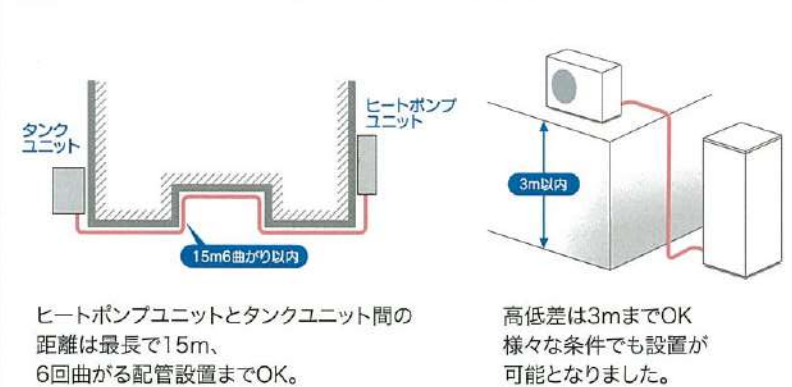 タンク
ユニット
ヒートポンプ
ユニット
15m6曲がり以内
ヒートポンプユニットとタンクユニット間の
距離は最長で15m、
6回曲がる配管設置までOK。
3m以内
高低差は3mまでOK
様々な条件でも設置が
可能となりました。